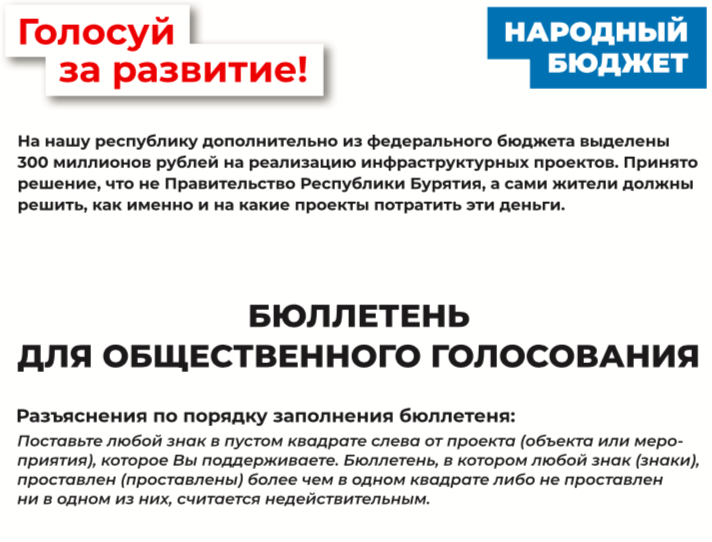 Голосуй
за развитие!
НАРОДНЫЙ
БЮДЖЕТ
На нашу республику дополнительно из федерального бюджета выделены
300 миллионов рублей на реализацию инфраструктурных проектов. Принято
решение, что не Правительство Республики Бурятия, а сами жители должны
решить, как именно и на какие проекты потратить эти деньги.
БЮЛЛЕТЕНЬ
ДЛЯ ОБЩЕСТВЕННОГО ГОЛОСОВАНИЯ
Разъяснения по порядку заполнения бюллетеня:
Поставьте любой знак в пустом квадрате слева от проекта (объекта или меро-
приятия), которое Вы поддерживаете. Бюллетень, в котором любой знак (знаки),
проставлен (проставлены) более чем в одном квадрате либо не проставлен
ни в одном из них, считается недействительным.